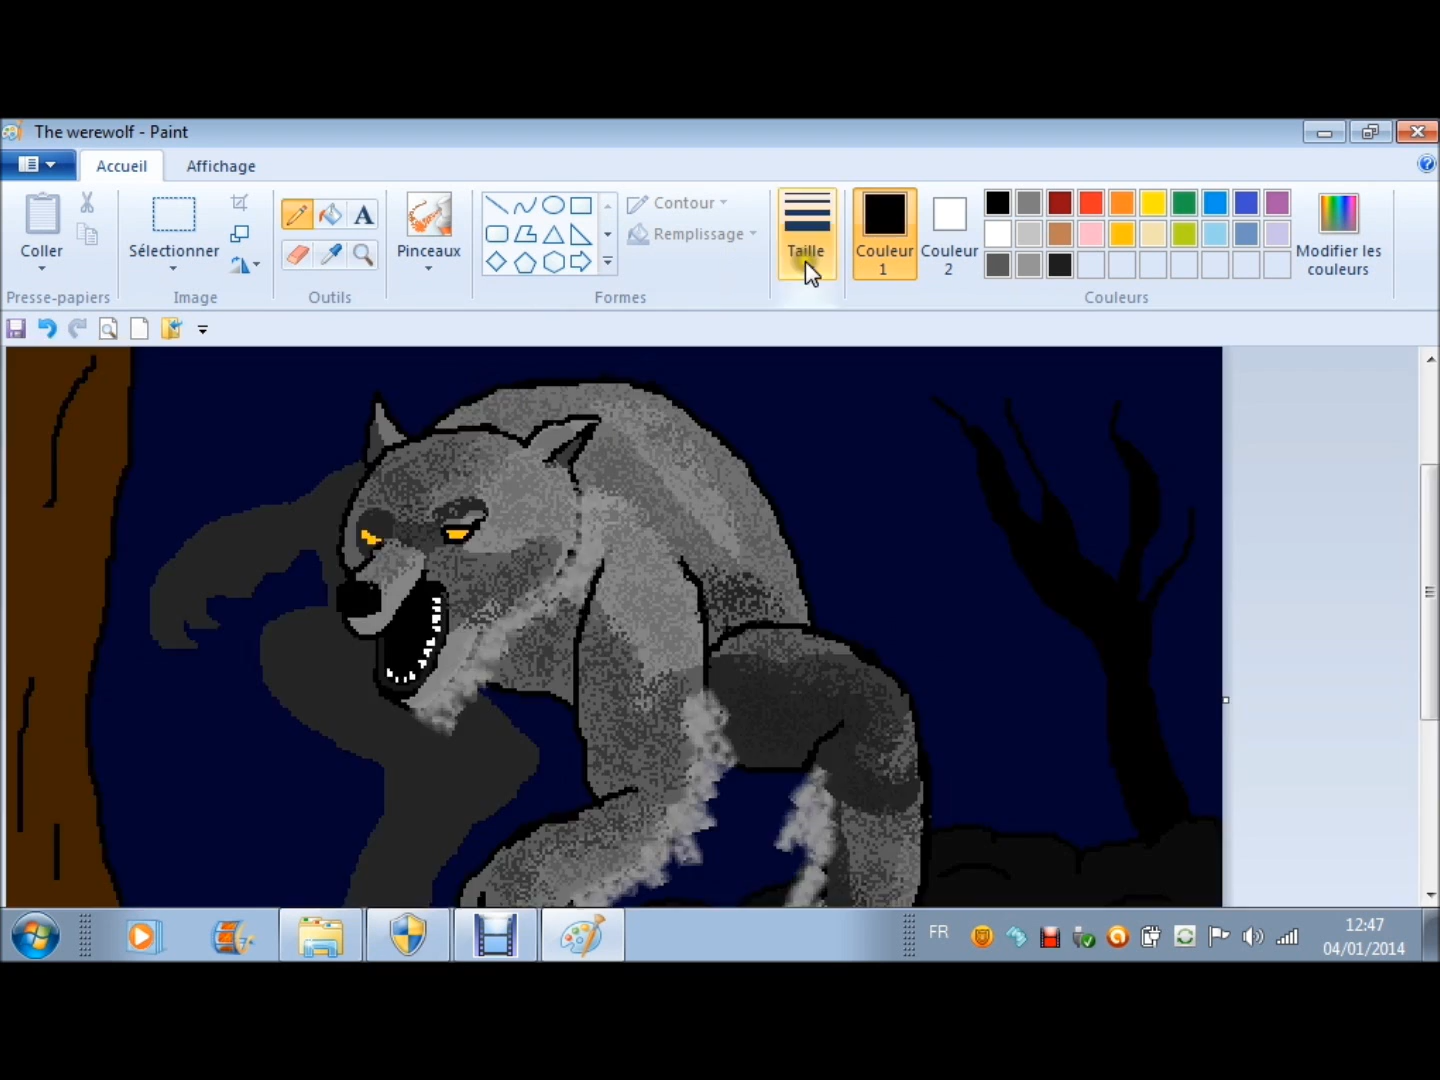 The werewolf - Paint
Accueil
Affichage
Coller
Sélectionner
A
Pinceaux
Contour
Remplissage
Taille
Couleur
1
Couleur
2
Modifier les
couleurs
Presse-papiers
Image
Outils
Formes
Couleurs
FR
12:47
04/01/2014